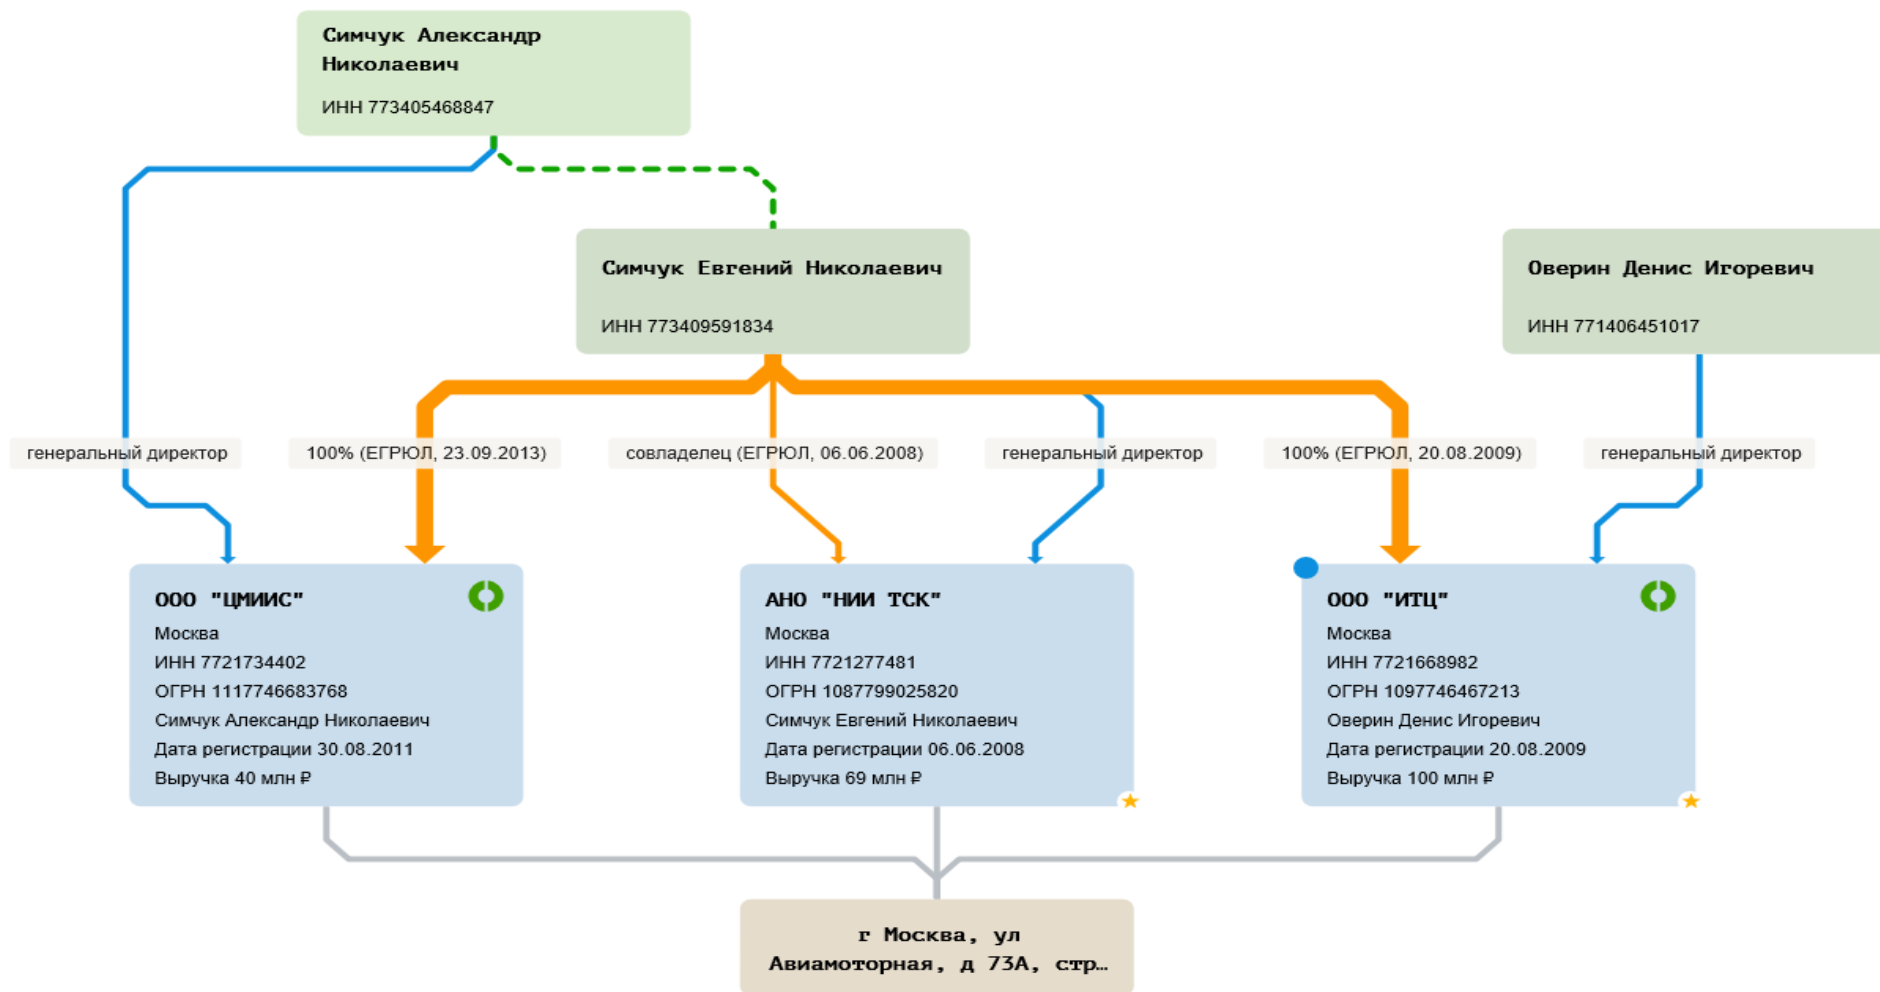 Симчук Александр
Николаевич
ИНН 773405468847
Симчук Евгений Николаевич
ИНН 773409591834
Оверин Денис Игоревич
ИНН 771406451017
генеральный директор
100% (ЕГРЮЛ, 23.09.2013)
совладелец (ЕГРЮЛ, 06.06.2008)
генеральный директор
100% (ЕГРЮЛ, 20.08.2009)
генеральный директор
ООО "ЦМИИС"
Москва
ИНН 7721734402
ОГРН 1117746683768
Симчук Александр Николаевич
Дата регистрации 30.08.2011
Выручка 40 млн ₽
АНО "НИИ ТСК"
Москва
ИНН 7721277481
ОГРН 1087799025820
Симчук Евгений Николаевич
Дата регистрации 06.06.2008
Выручка 69 млн ₽
ООО "ИТЦ"
Москва
ИНН 7721668982
ОГРН 1097746467213
Оверин Денис Игоревич
Дата регистрации 20.08.2009
Выручка 100 млн ₽
г Москва, ул
Авиамоторная, д 73А, стр…